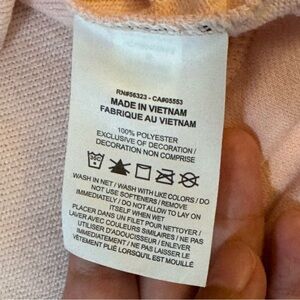 RN#56323 - CA#05553
MADE IN VIETNAM
FABRIQUE AU VIETNAM
100% POLYESTER
EXCLUSIVE OF DECORATION/
DECORATION NON COMPRISE
WASH IN NET / WASH WITH LIKE COLORS / DO
NOT USE SOFTENERS / REMOVE
IMMEDIATELY / DO NOT ALLOW TO LAY ON
ITSELF WHEN WET
PLACER DANS UN FILET POUR NETTOYER /
LAVER AVEC COULEURS SIMILAIRES / NE PAS
UTILISER D'ADOUCISSEUR / ENLEVER
IMMÉDIATEMENT / NE PAS LAISSER LE
VÊTEMENT PLIÉ LORSQU'IL EST MOUILLÉ